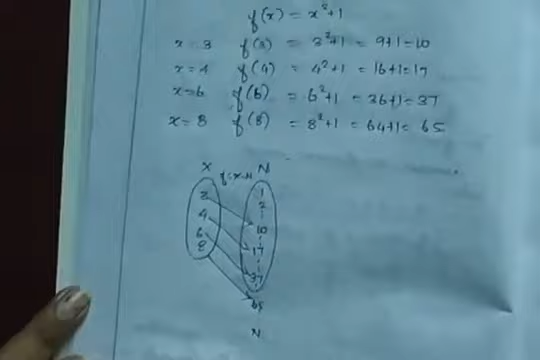 f(x) = x²+1
x=3 f(3) = 3²+1 = 9+1=10
x=4 f(4) = 4²+1 = 16+1=17
x=6 f(6) = 6²+1 = 36+1=37
x=8 f(8) = 8²+1 = 64+1= 65
X f:X→N N
3 1
4 2
6 10
8 17
37
65
N